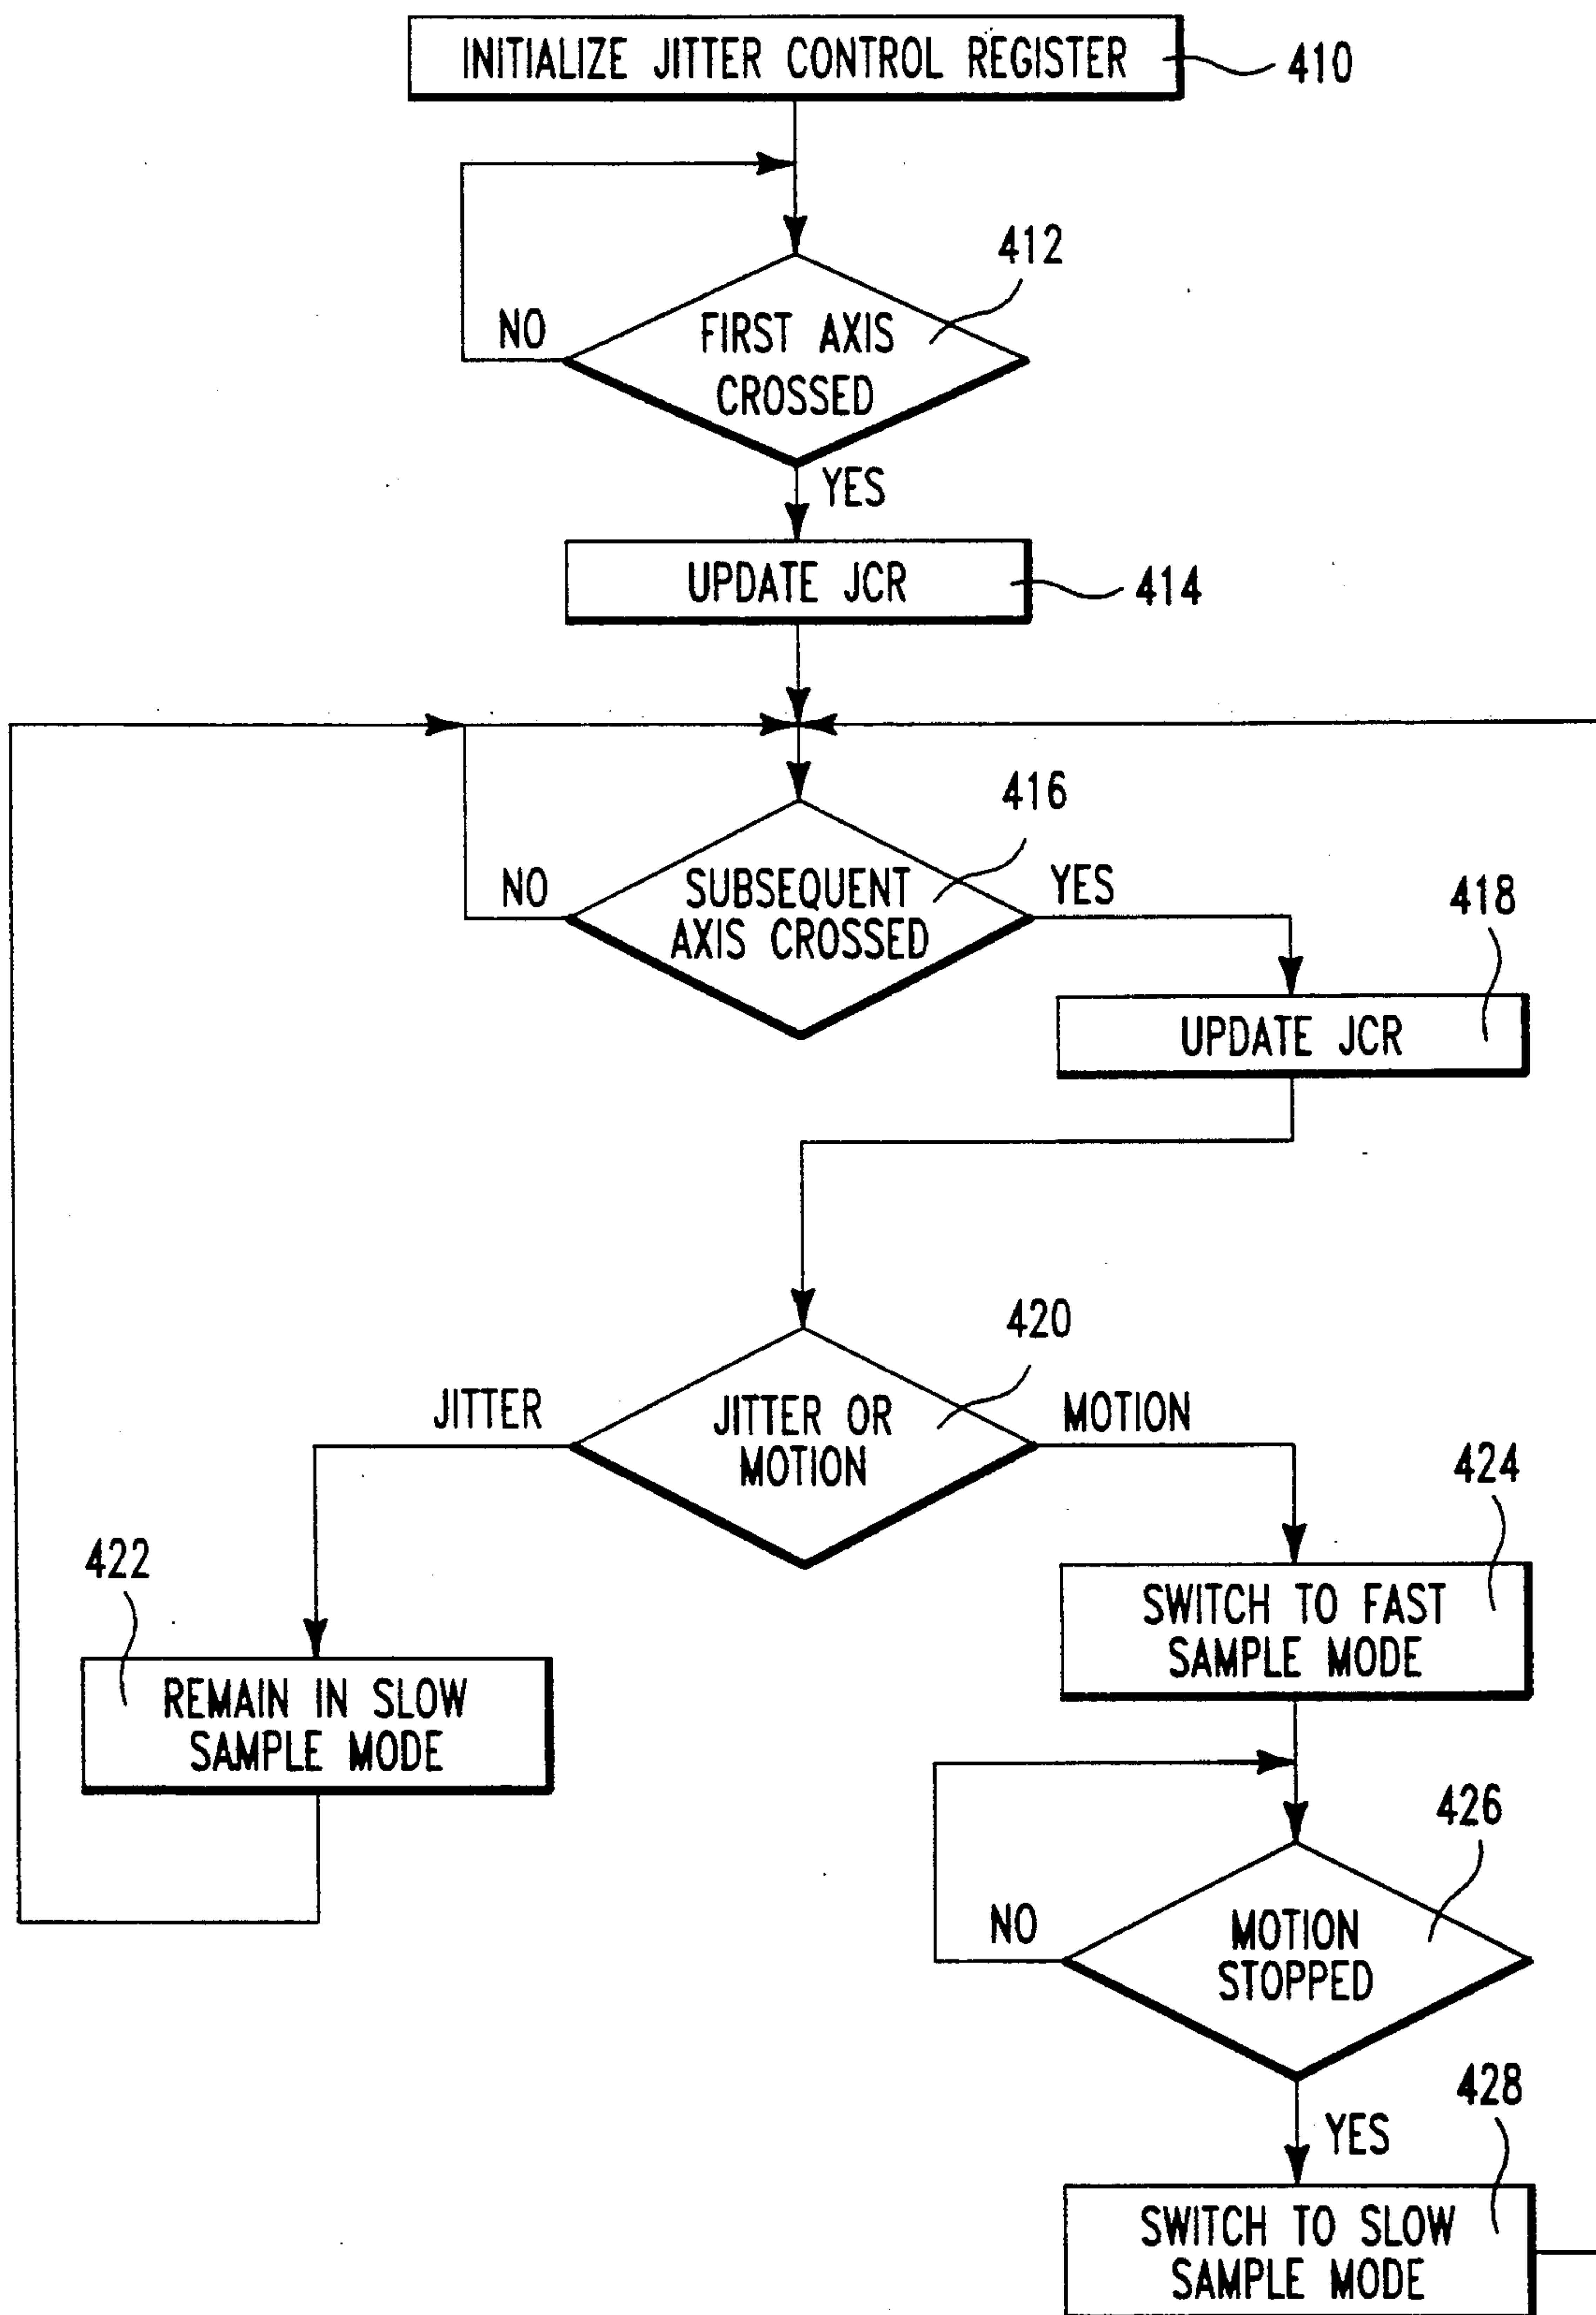 INITIALIZE JITTER CONTROL REGISTER
410
412
NO
FIRST AXIS
CROSSED
YES
UPDATE JCR
414
416
NO
SUBSEQUENT
AXIS CROSSED
YES
418
UPDATE JCR
420
JITTER
JITTER OR
MOTION
MOTION
424
422
SWITCH TO FAST
SAMPLE MODE
REMAIN IN SLOW
SAMPLE MODE
426
NO
MOTION
STOPPED
428
YES
SWITCH TO SLOW
SAMPLE MODE